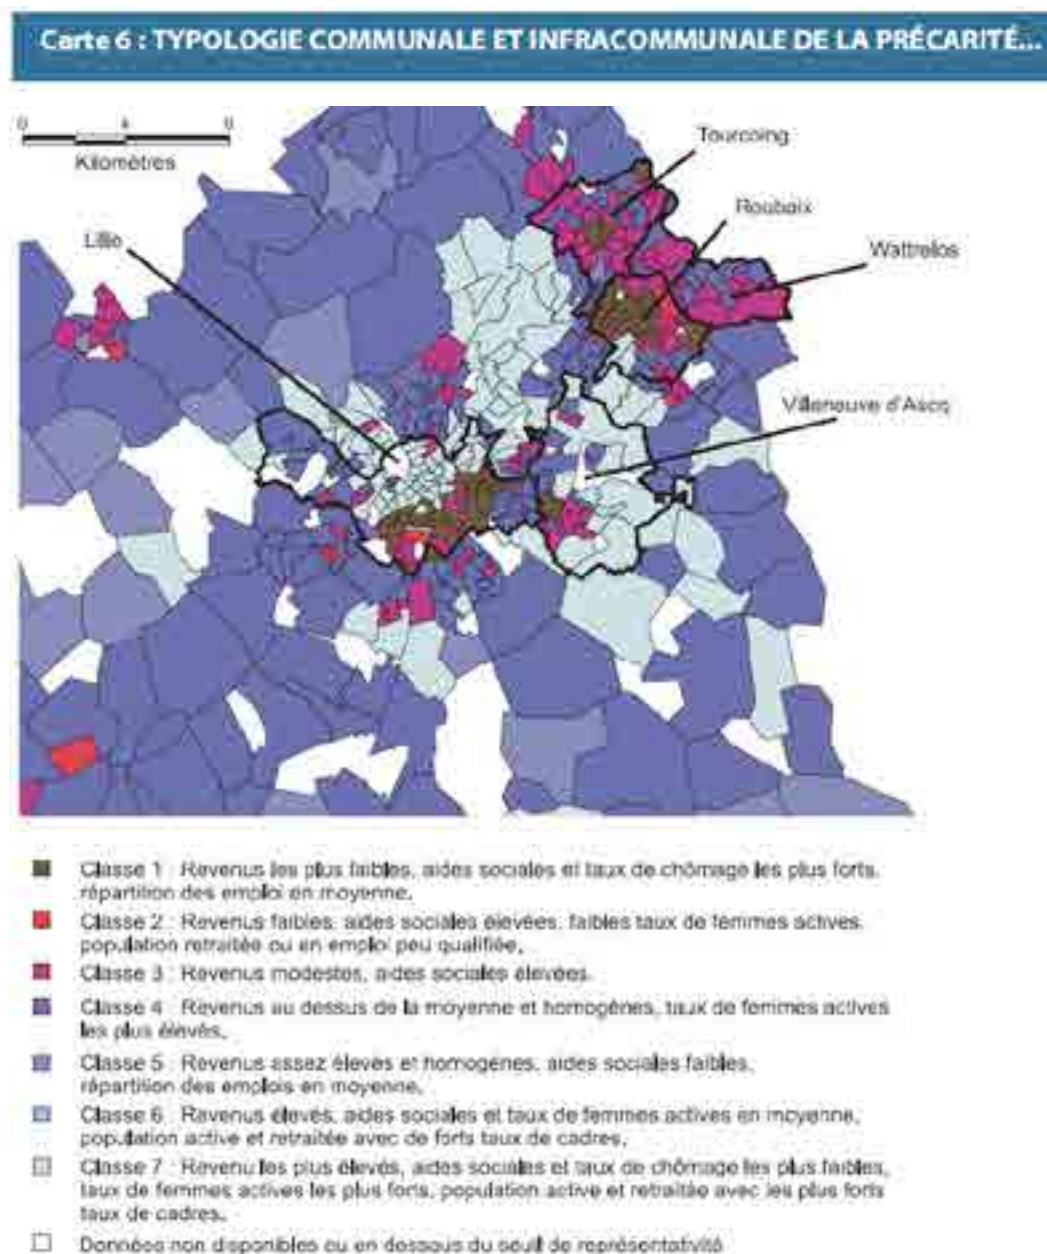 Carte 6 : TYPOLOGIE COMMUNALE ET INFRACOMMUNALE DE LA PRÉCARITÉ...
Kilomètres
Tourcoing
Roubaix
Lille
Wattrelos
Villeneuve d'Ascq
Classe 1 : Revenus les plus faibles, aides sociales et taux de chômage les plus forts,
répartition des emploi en moyenne.
Classe 2 : Revenus faibles, aides sociales élevées, faibles taux de femmes actives,
population retraitée ou en emploi peu qualifiée.
Classe 3 : Revenus modestes, aides sociales élevées.
Classe 4 : Revenus au dessus de la moyenne et homogènes, taux de femmes actives
les plus élevés.
Classe 5 : Revenus assez élevés et homogènes, aides sociales faibles,
répartition des emplois en moyenne.
Classe 6 : Revenus élevés, aides sociales et taux de femmes actives en moyenne,
population active et retraitée avec de forts taux de cadres.
Classe 7 : Revenu les plus élevés, aides sociales et taux de chômage les plus faibles,
taux de femmes actives les plus forts, population active et retraitée avec les plus forts
taux de cadres.
Données non disponibles ou en dessous du seuil de représentativité